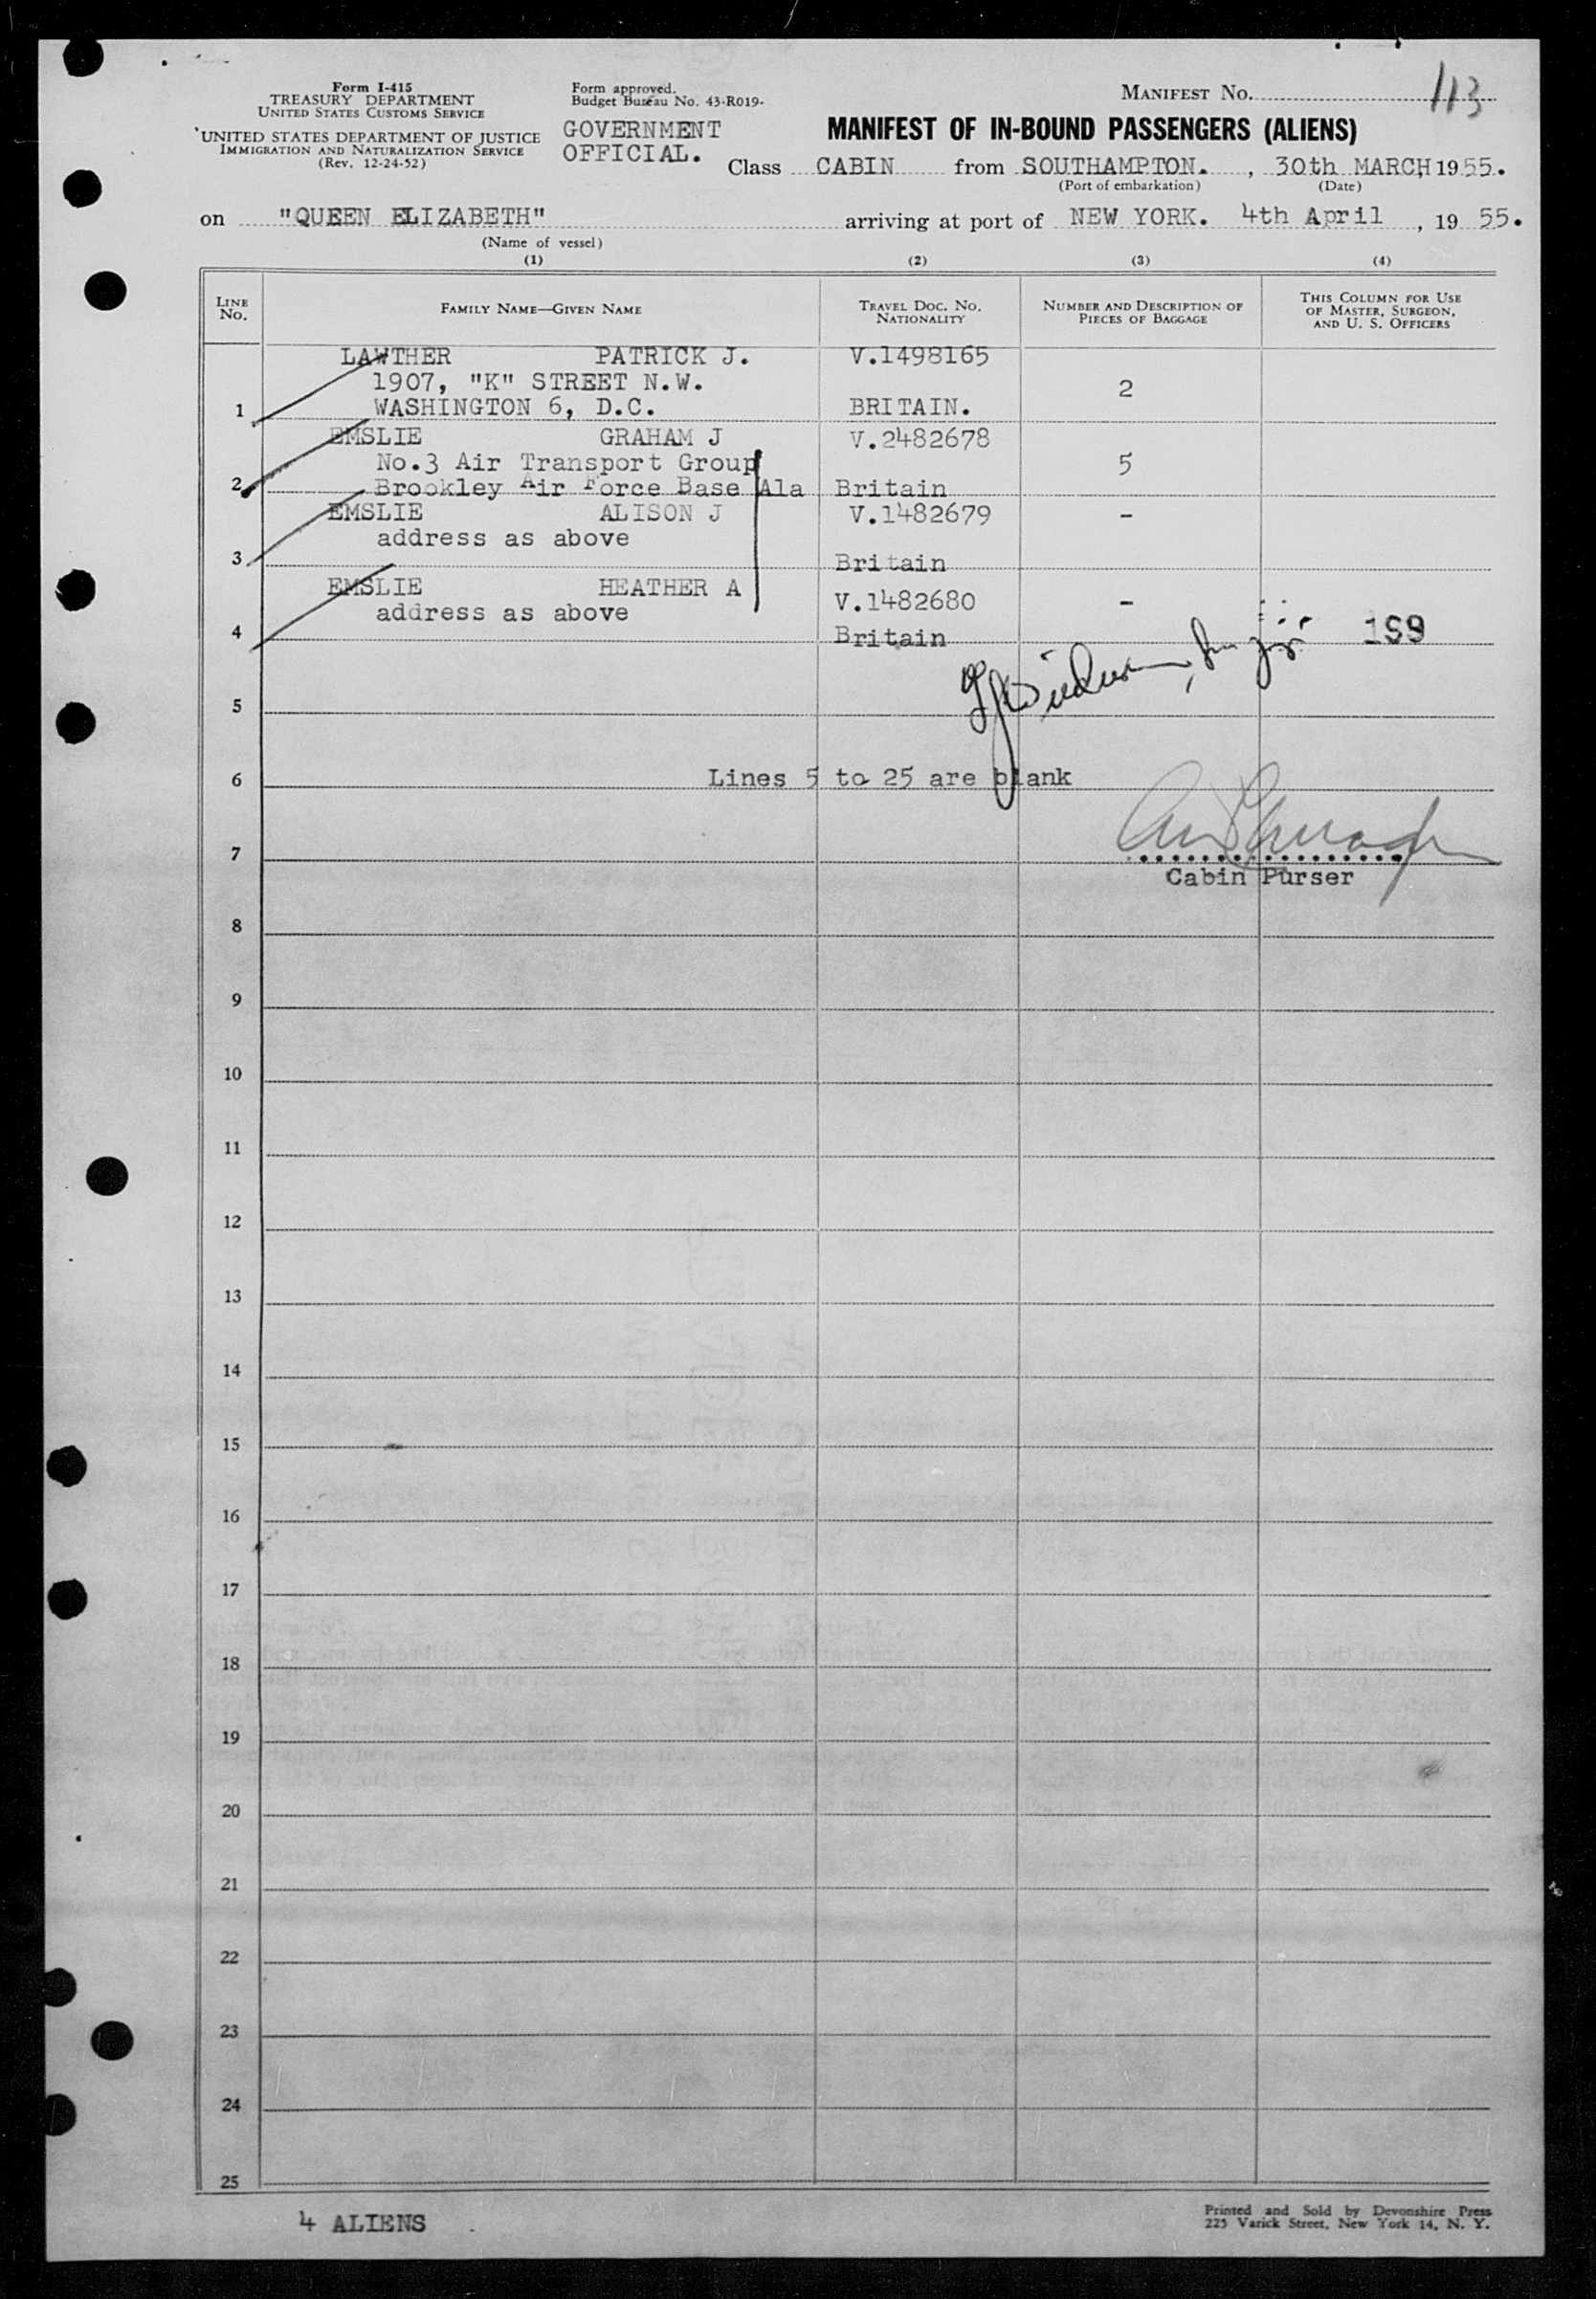 Form I-415
TREASURY DEPARTMENT
UNITED STATES CUSTOMS SERVICE
UNITED STATES DEPARTMENT OF JUSTICE
IMMIGRATION AND NATURALIZATION SERVICE
(Rev. 12-24-52)
Form approved.
Budget Bureau No. 43-R019.
GOVERNMENT
OFFICIAL.
MANIFEST NO. 113
MANIFEST OF IN-BOUND PASSENGERS (ALIENS)
Class CABIN from SOUTHAMPTON. , 30th MARCH 1955.
(Port of embarkation) (Date)
on "QUEEN ELIZABETH" arriving at port of NEW YORK. 4th April , 19 55.
(Name of vessel)
(1) (2) (3) (4)
LINE NO.
FAMILY NAME—GIVEN NAME
TRAVEL DOC. NO. NATIONALITY
NUMBER AND DESCRIPTION OF PIECES OF BAGGAGE
THIS COLUMN FOR USE OF MASTER, SURGEON, AND U. S. OFFICERS
LAWTHER PATRICK J. V.1498165
1907, "K" STREET N.W. 2
1 WASHINGTON 6, D.C. BRITAIN.
EMSLIE GRAHAM J V.2482678
No.3 Air Transport Group 5
2 Brookley Air Force Base Ala Britain
EMSLIE ALISON J V.1482679 -
address as above
3 Britain
EMSLIE HEATHER A V.1482680 -
address as above
4 Britain 199
5
6 Lines 5 to 25 are blank
7
Cabin Purser
8
9
10
11
12
13
14
15
16
17
18
19
20
21
22
23
24
25
4 ALIENS
Printed and Sold by Devonshire Press
225 Varick Street, New York 14, N. Y.